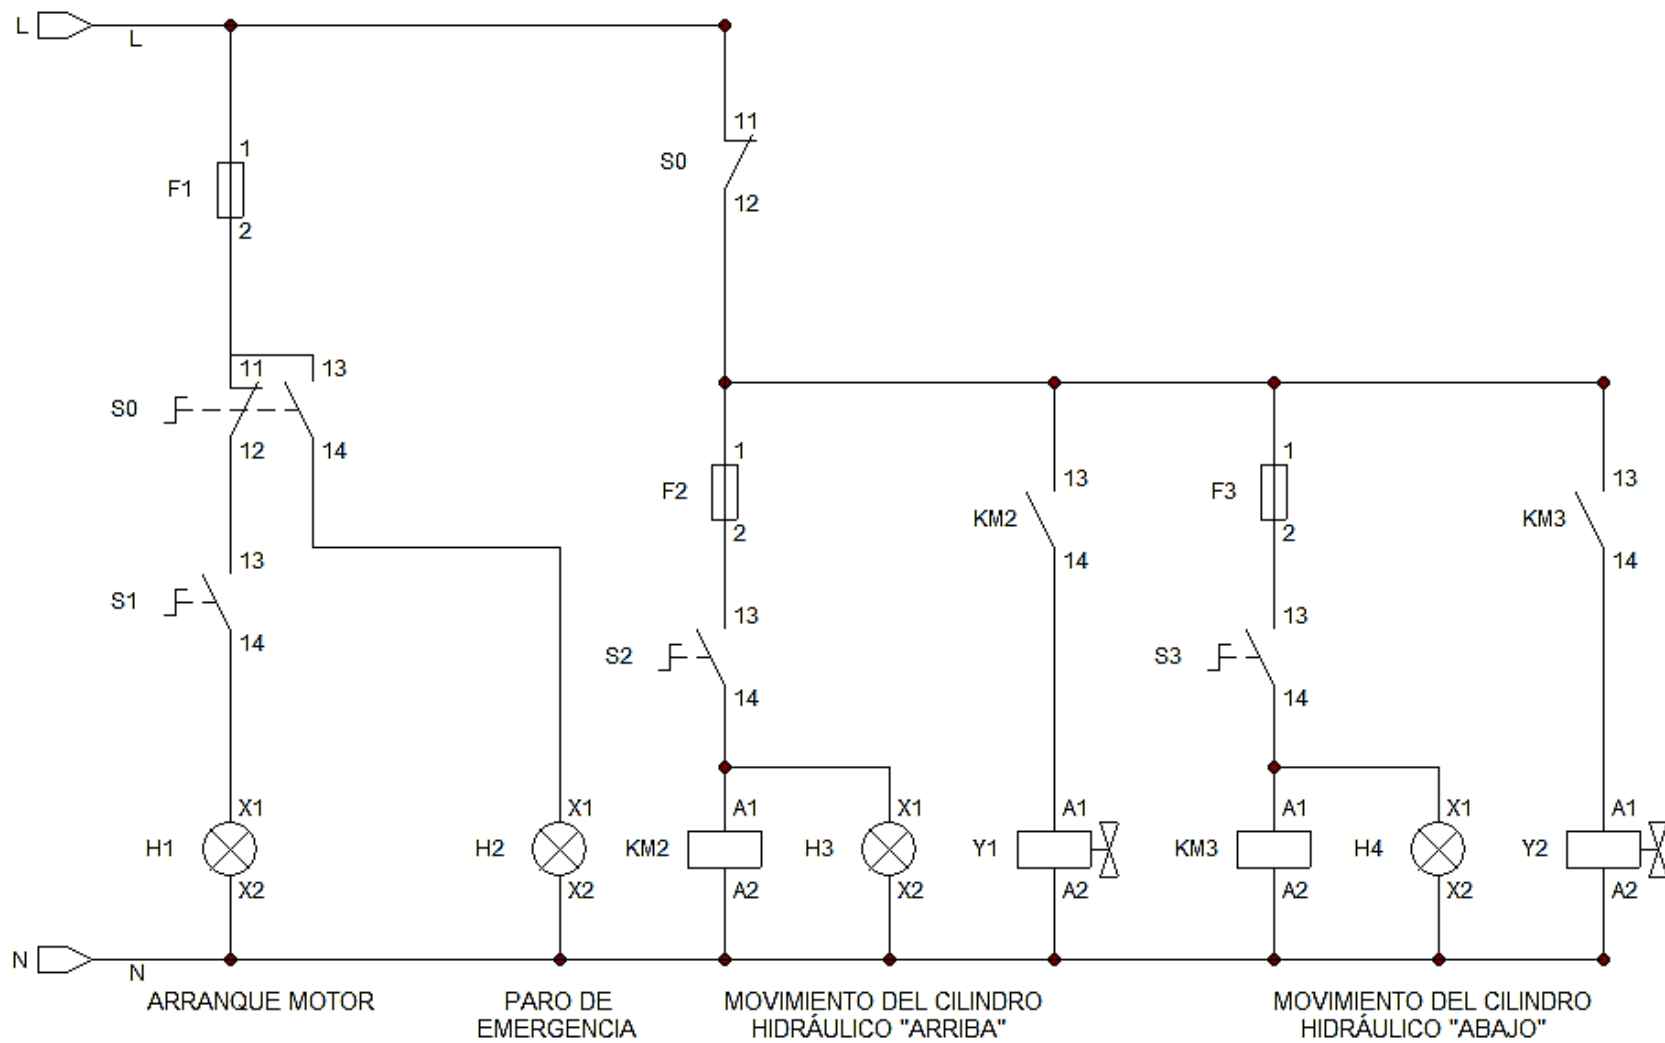 L
L
1
F1
2
11
S0
12
11
13
S0
12
14
1
F2
2
13
KM2
14
1
F3
2
13
KM3
14
13
S1
14
13
S2
14
13
S3
14
X1
H1
X2
X1
H2
X2
A1
KM2
A2
X1
H3
X2
A1
Y1
A2
A1
KM3
A2
X1
H4
X2
A1
Y2
A2
N
N
ARRANQUE MOTOR
PARO DE
EMERGENCIA
MOVIMIENTO DEL CILINDRO
HIDRÁULICO "ARRIBA"
MOVIMIENTO DEL CILINDRO
HIDRÁULICO "ABAJO"